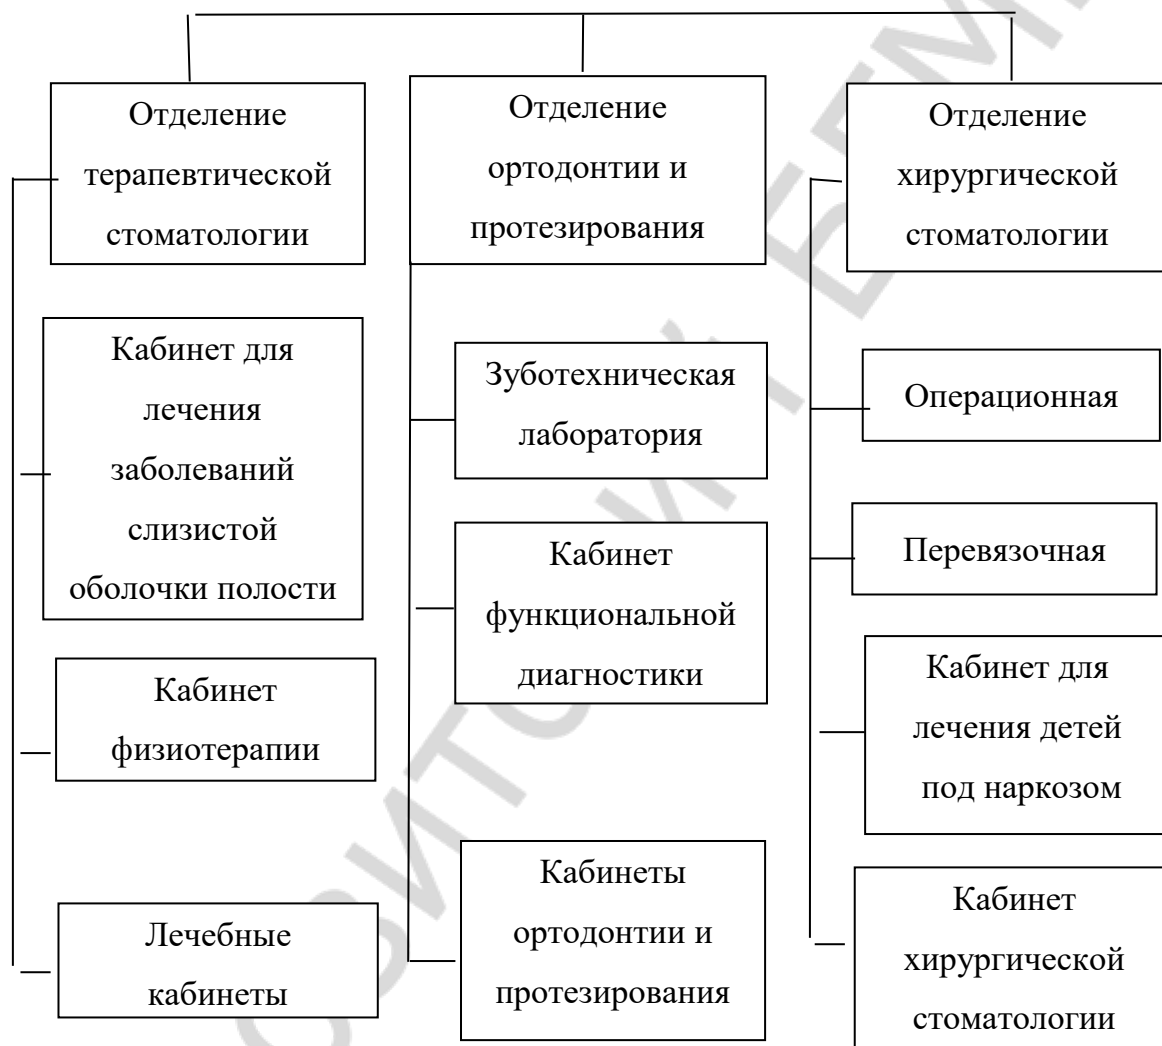 Отделение
терапевтической
стоматологии
Кабинет для
лечения
заболеваний
слизистой
оболочки полости
Кабинет
физиотерапии
Лечебные
кабинеты
Отделение
ортодонтии и
протезирования
Зуботехническая
лаборатория
Кабинет
функциональной
диагностики
Кабинеты
ортодонтии и
протезирования
Отделение
хирургической
стоматологии
Операционная
Перевязочная
Кабинет для
лечения детей
под наркозом
Кабинет
хирургической
стоматологии